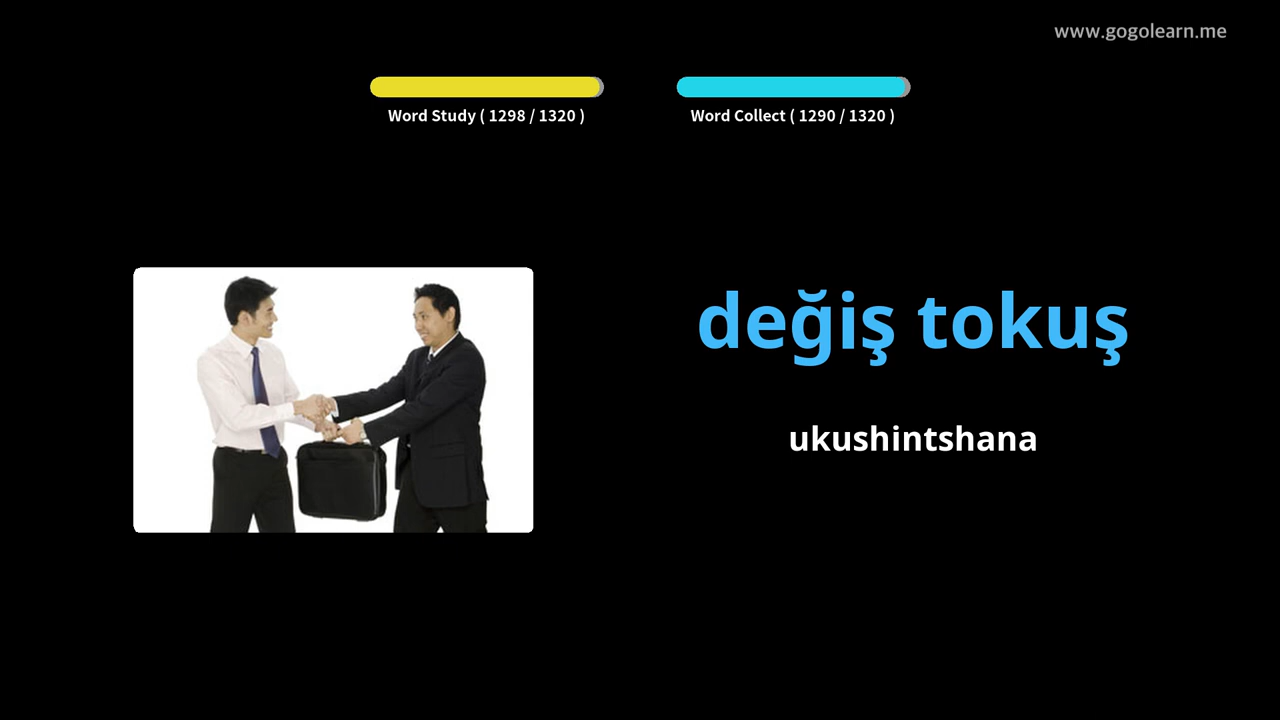 www.gogolearn.me
Word Study ( 1298 / 1320 )
Word Collect ( 1290 / 1320 )
değiş tokuş
ukushintshana